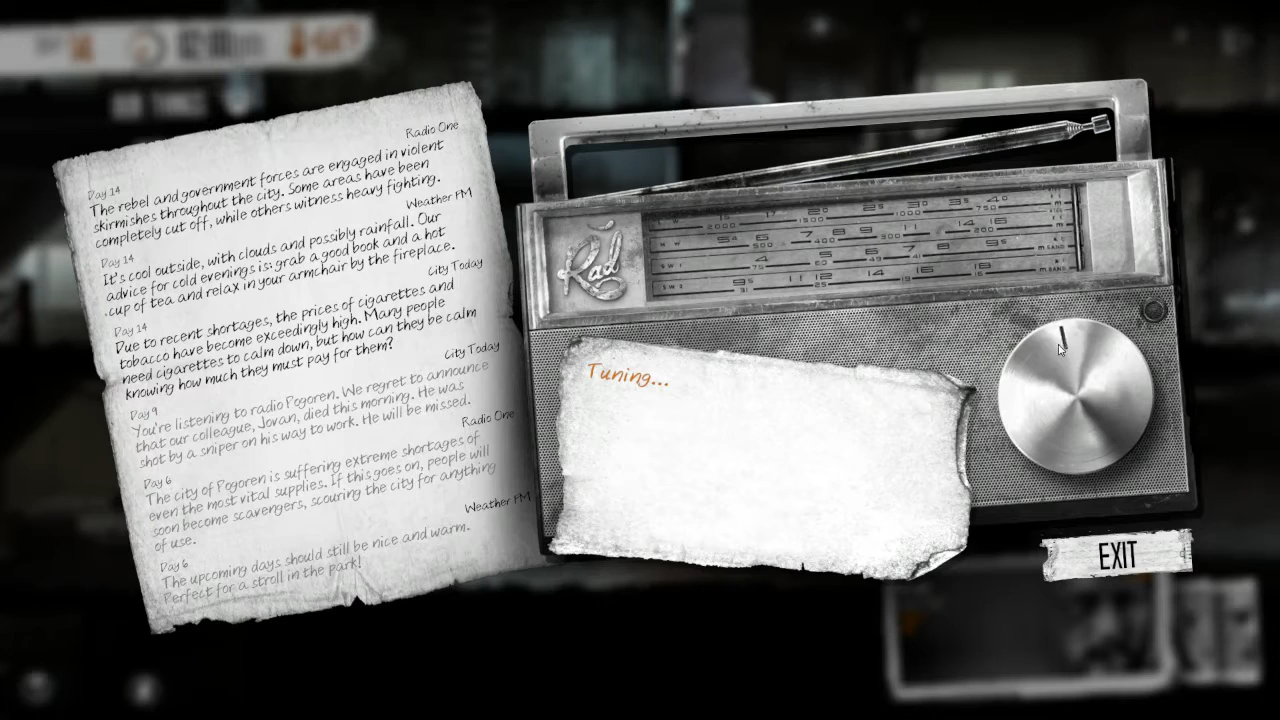 Radio One
Day 14
The rebel and government forces are engaged in violent
skirmishes throughout the city. Some areas have been
completely cut off, while others witness heavy fighting.
Weather FM
Day 14
It's cool outside, with clouds and possibly rainfall. Our
advice for cold evenings is: grab a good book and a hot
cup of tea and relax in your armchair by the fireplace.
City Today
Day 14
Due to recent shortages, the prices of cigarettes and
tobacco have become exceedingly high. Many people
need cigarettes to calm down, but how can they be calm
knowing how much they must pay for them?
City Today
Day 9
You're listening to radio Pogoren. We regret to announce
that our colleague, Jovan, died this morning. He was
shot by a sniper on his way to work. He will be missed.
Radio One
Day 6
The city of Pogoren is suffering extreme shortages of
even the most vital supplies. If this goes on, people will
soon become scavengers, scouring the city for anything
of use.
Weather FM
Day 6
The upcoming days should still be nice and warm.
Perfect for a stroll in the park!
Rad
Tuning...
EXIT